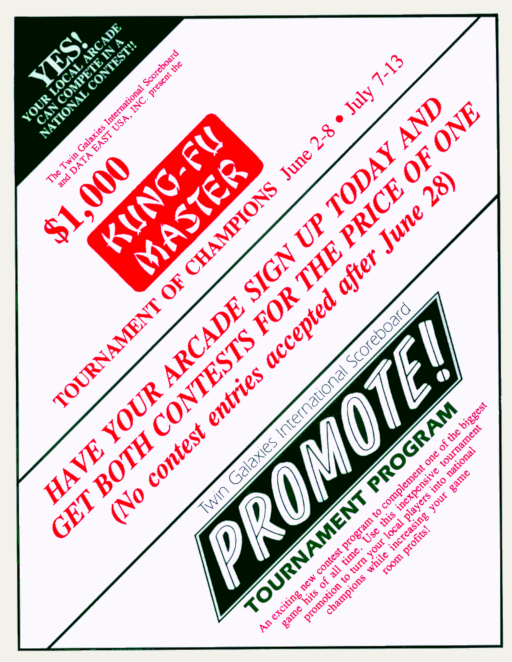 YES!
YOUR LOCAL ARCADE
CAN COMPETE IN A
NATIONAL CONTEST!!
The Twin Galaxies International Scoreboard
and DATA EAST USA, INC. present the
$1,000
KUNG-FU
MASTER
TOURNAMENT OF CHAMPIONS June 2-8 • July 7-13
HAVE YOUR ARCADE SIGN UP TODAY AND
GET BOTH CONTESTS FOR THE PRICE OF ONE
(No contest entries accepted after June 28)
Twin Galaxies International Scoreboard
PROMOTE!
TOURNAMENT PROGRAM
An exciting new contest program to complement one of the biggest
game hits of all time. Use this inexpensive tournament
promotion to turn your local players into national
champions while increasing your game
room profits!